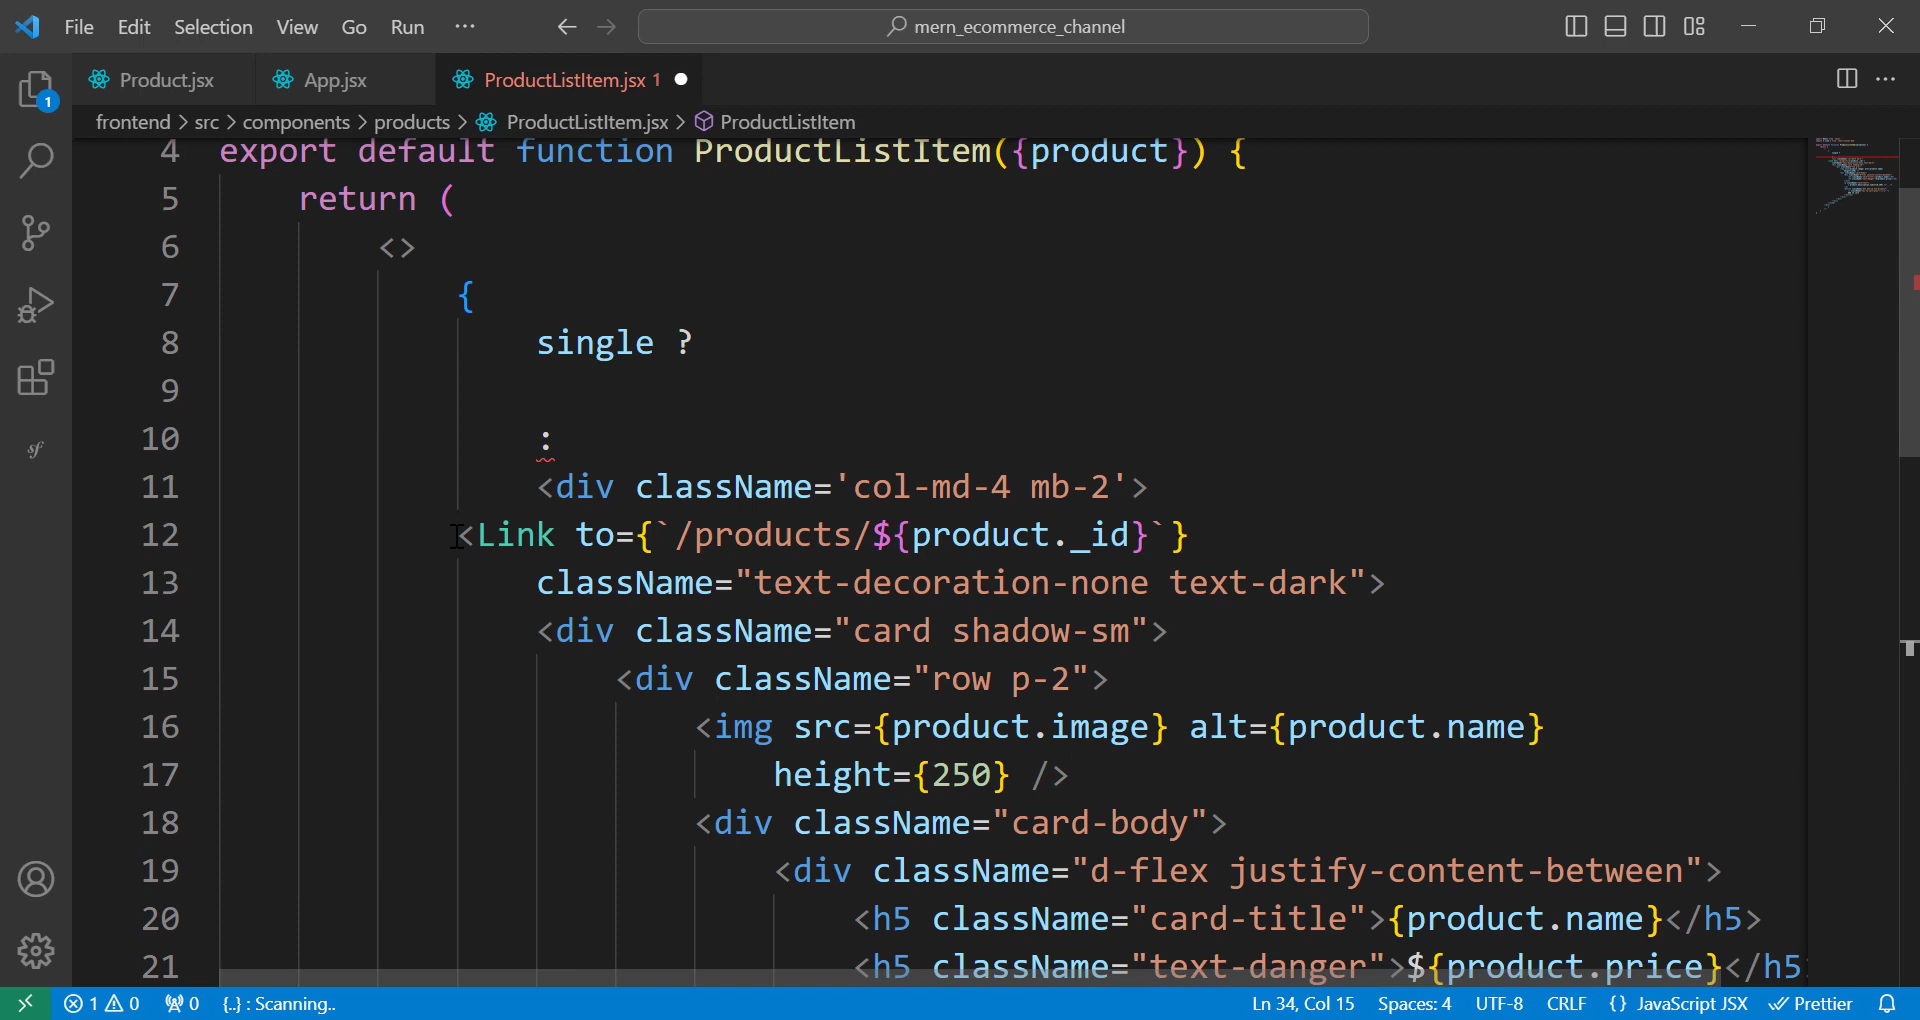 File Edit Selection View Go Run ···
mern_ecommerce_channel
Product.jsx App.jsx ProductListItem.jsx 1
1
frontend > src > components > products > ProductListItem.jsx > ProductListItem
4 export default function ProductListItem({product}) {
5 return (
6 <>
7 {
8 single ?
9
10 :
11 <div className='col-md-4 mb-2'>
12 <Link to={`/products/${product._id}`}
13 className="text-decoration-none text-dark">
14 <div className="card shadow-sm">
15 <div className="row p-2">
16 <img src={product.image} alt={product.name}
17 height={250} />
18 <div className="card-body">
19 <div className="d-flex justify-content-between">
20 <h5 className="card-title">{product.name}</h5>
21 <h5 className="text-danger">${product.price}</h5
sf
1 0 0 {..} : Scanning.. Ln 34, Col 15 Spaces: 4 UTF-8 CRLF {} JavaScript JSX Prettier